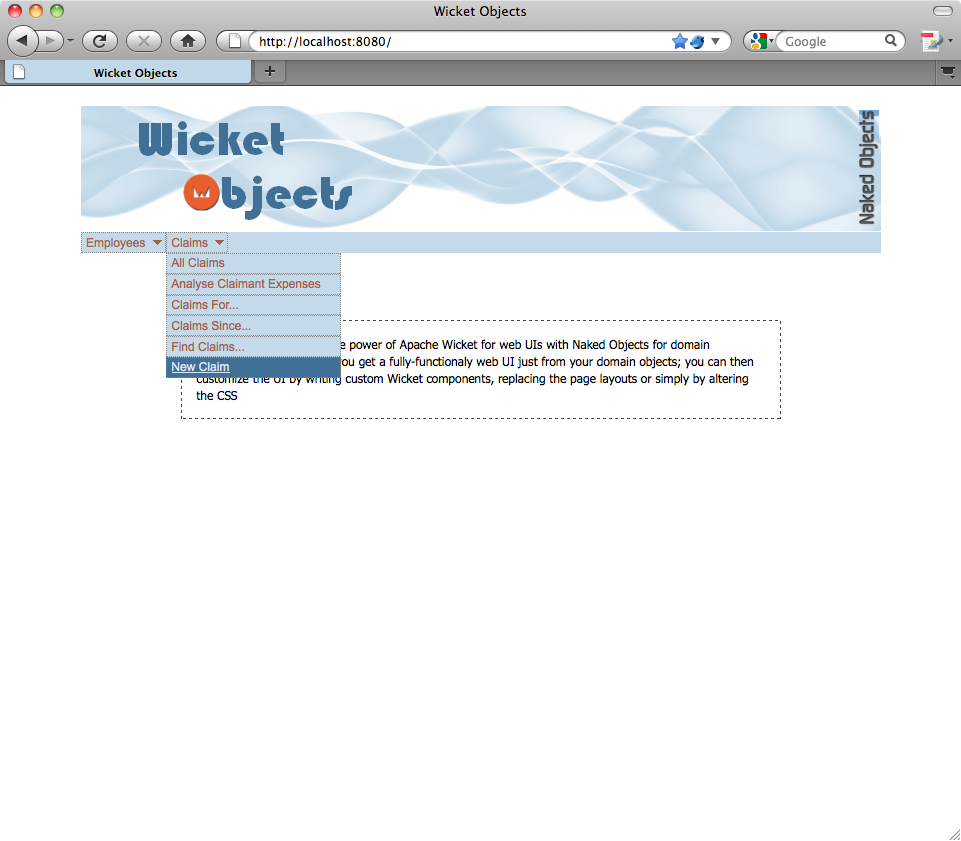 Wicket Objects
http://localhost:8080/
Google
Wicket Objects
Wicket
Objects
Naked Objects
Employees
Claims
All Claims
Analyse Claimant Expenses
Claims For...
Claims Since...
Find Claims...
New Claim
power of Apache Wicket for web UIs with Naked Objects for domain
you get a fully-functionaly web UI just from your domain objects; you can then
customize the UI by writing custom Wicket components, replacing the page layouts or simply by altering
the CSS